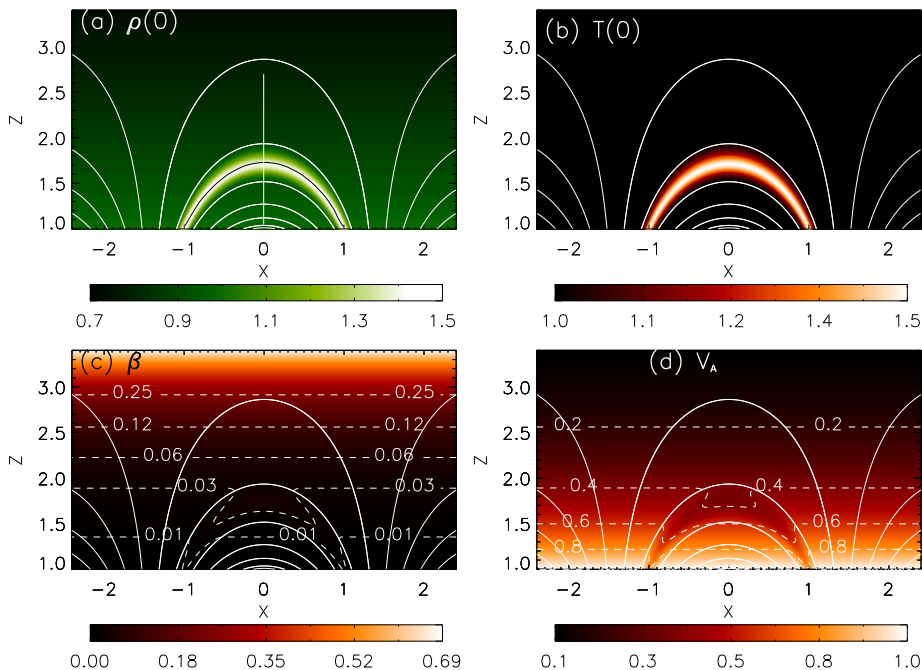 (a) ρ(0)
(b) T(0)
3.0
2.5
Z
2.0
1.5
1.0
−2 −1 0 1 2
X
0.7 0.9 1.1 1.3 1.5
3.0
2.5
Z
2.0
1.5
1.0
−2 −1 0 1 2
X
1.0 1.1 1.2 1.4 1.5
(c) β
(d) V_A
3.0
2.5
Z
2.0
1.5
1.0
0.25 0.25
0.12 0.12
0.06 0.06
0.03 0.03
0.01 0.01 0.01
−2 −1 0 1 2
X
0.00 0.18 0.35 0.52 0.69
3.0
2.5
Z
2.0
1.5
1.0
0.2 0.2
0.4 0.4
0.6 0.6
0.8 0.8
−2 −1 0 1 2
X
0.1 0.3 0.5 0.8 1.0